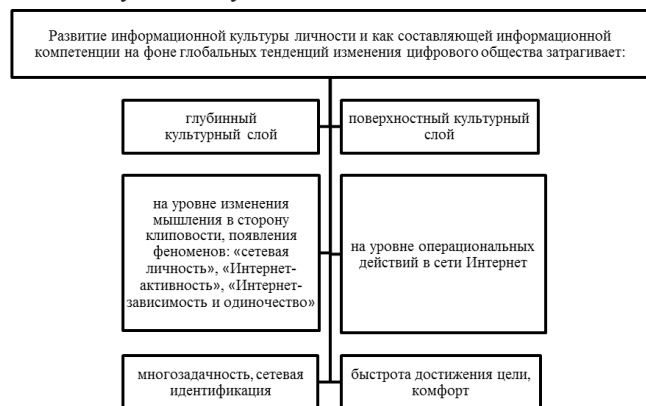 Развитие информационной культуры личности и как составляющей информационной
компетенции на фоне глобальных тенденций изменения цифрового общества затрагивает:
глубинный
культурный слой
поверхностный культурный
слой
на уровне изменения
мышления в сторону
клиповости, появления
феноменов: «сетевая
личность», «Интернет-
активность», «Интернет-
зависимость и одиночество»
на уровне операциональных
действий в сети Интернет
многозадачность, сетевая
идентификация
быстрота достижения цели,
комфорт